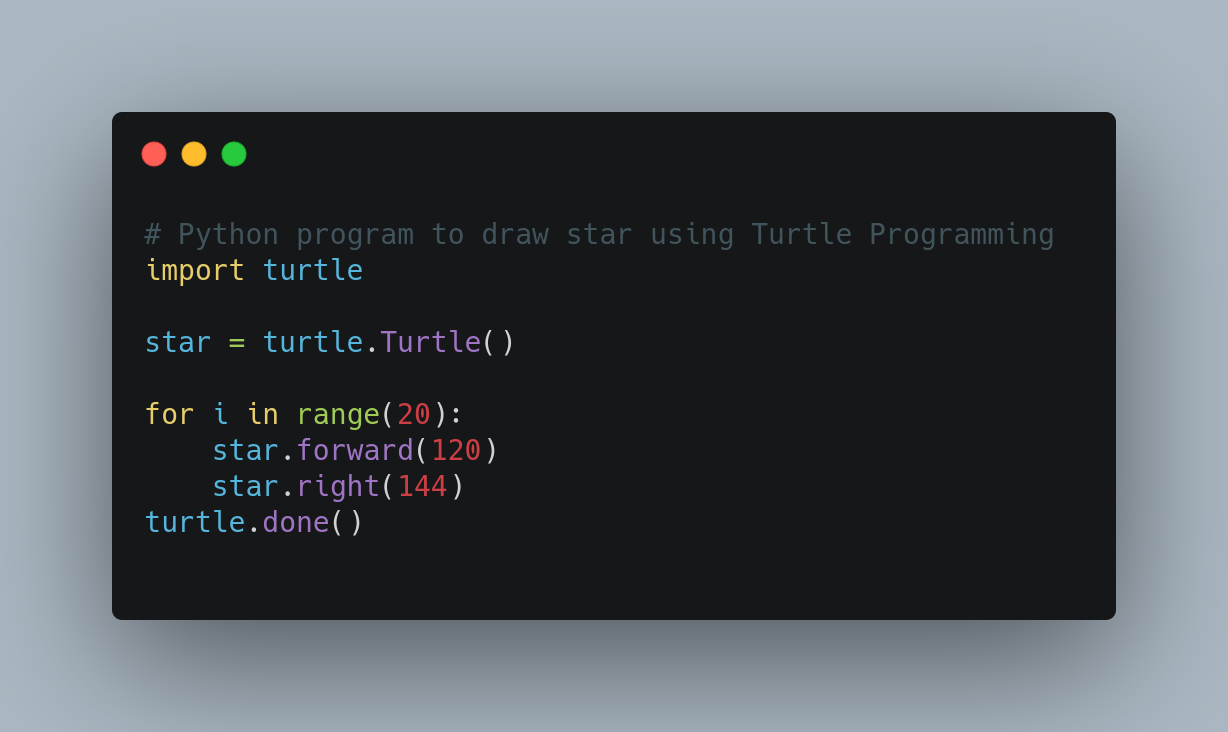 # Python program to draw star using Turtle Programming
import turtle

star = turtle.Turtle()

for i in range(20):
    star.forward(120)
    star.right(144)
turtle.done()